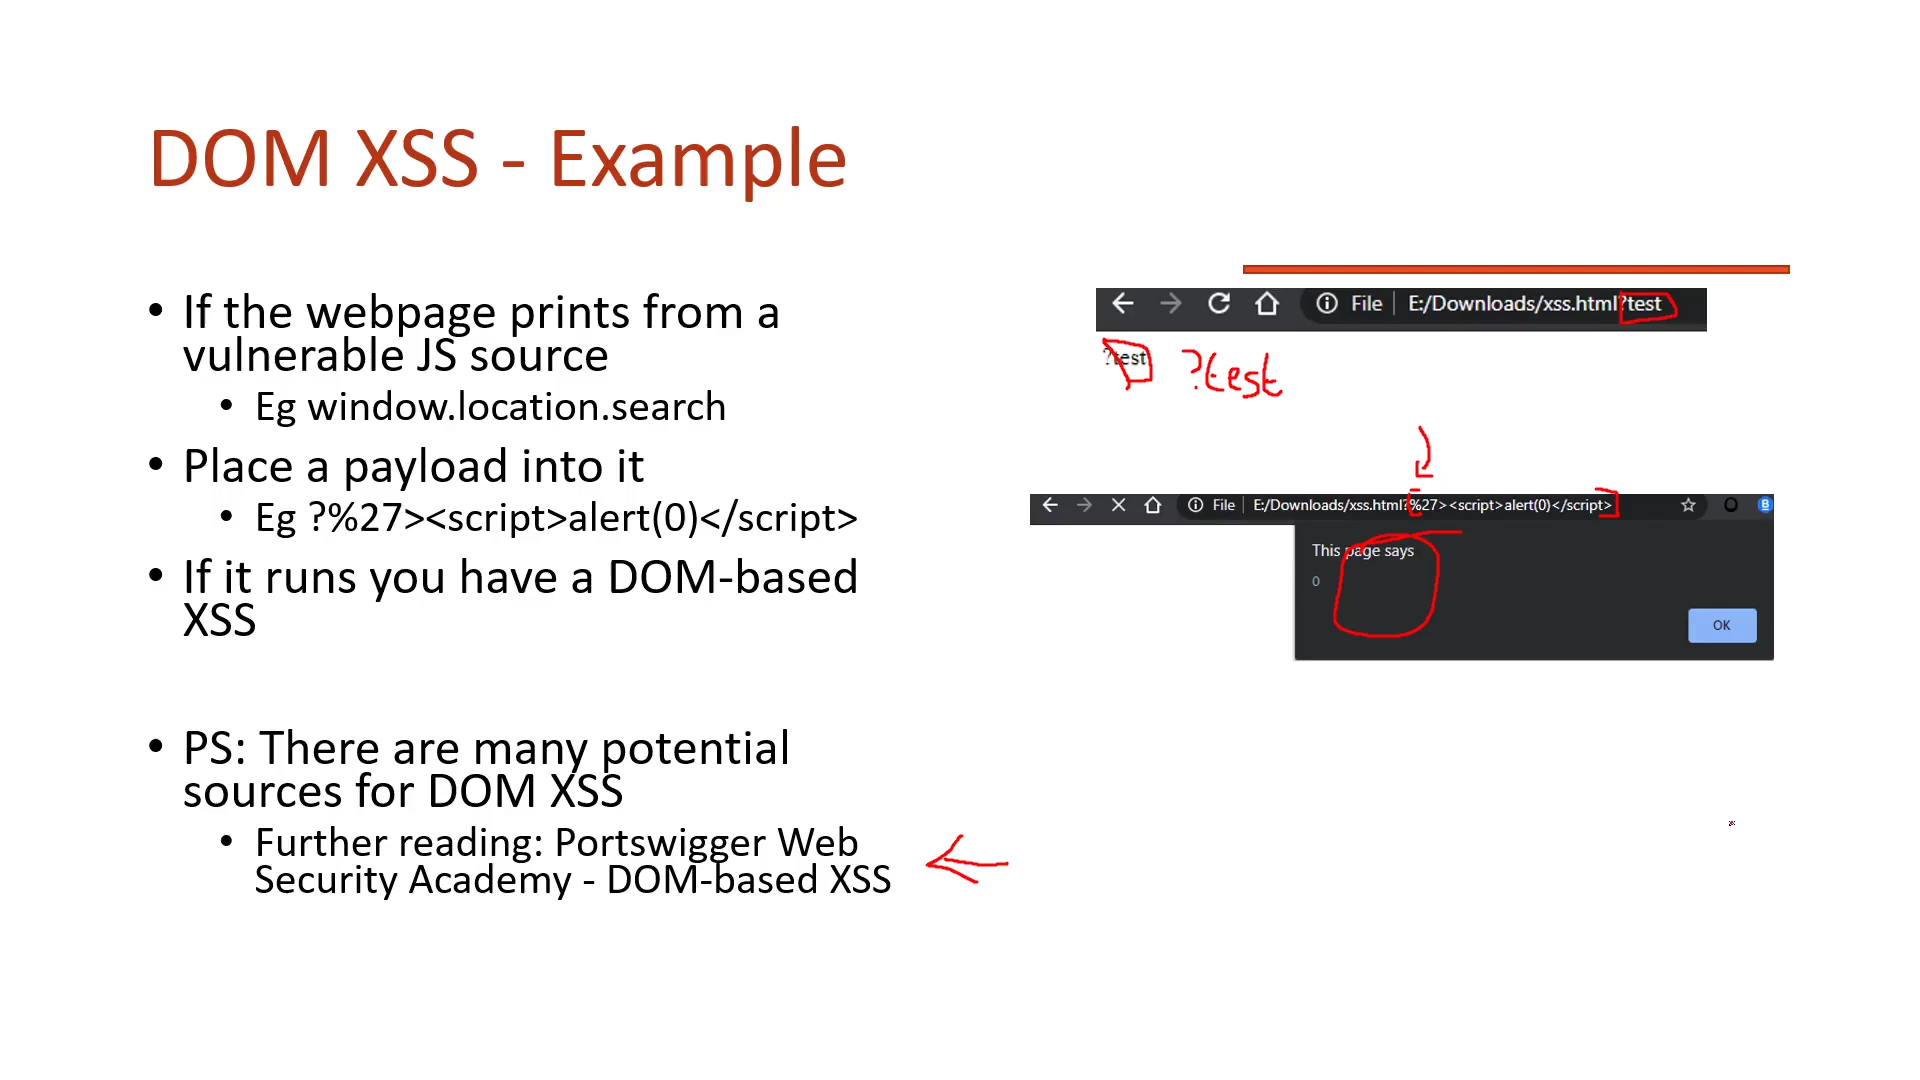 DOM XSS - Example
• If the webpage prints from a
vulnerable JS source
• Eg window.location.search
• Place a payload into it
• Eg ?%27><script>alert(0)</script>
• If it runs you have a DOM-based
XSS
• PS: There are many potential
sources for DOM XSS
• Further reading: Portswigger Web
Security Academy - DOM-based XSS
File | E:/Downloads/xss.html?test
?test
?test
File | E:/Downloads/xss.html?%27><script>alert(0)</script>
This page says
0
OK